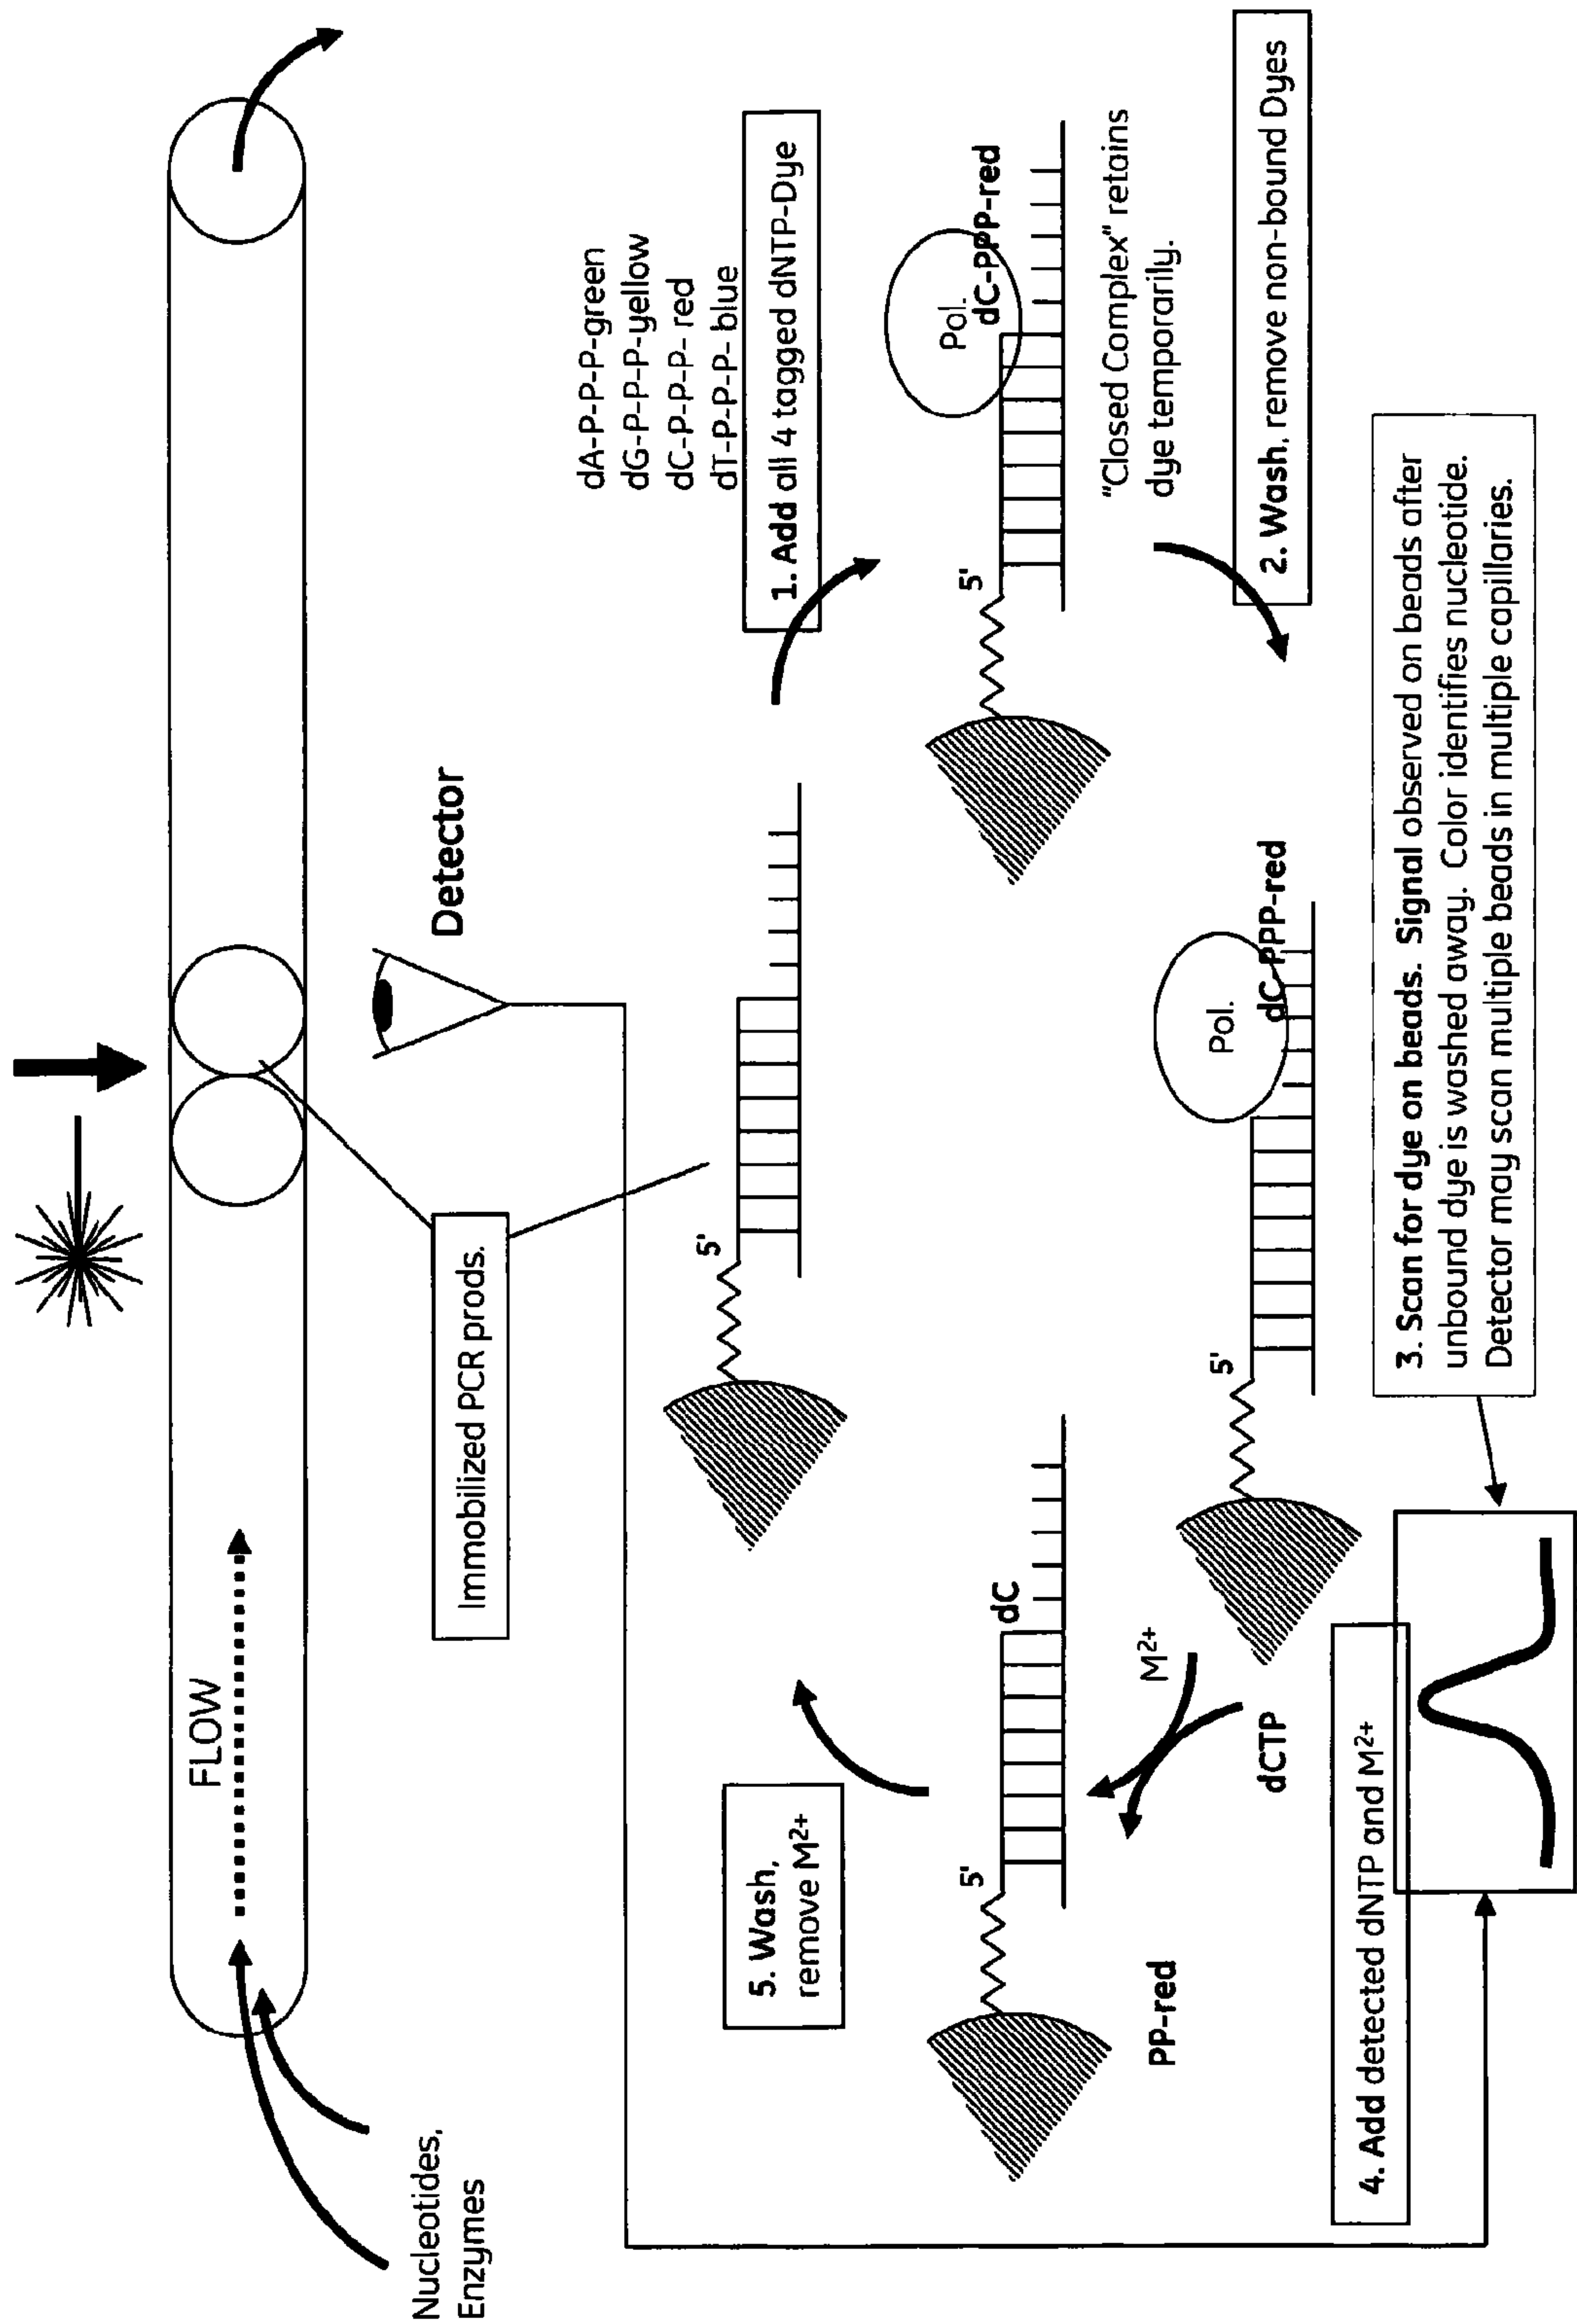 FLOW
Nucleotides,
Enzymes
Detector
Immobilized PCR prods.
5'
dA-P-P-P-green
dG-P-P-P-yellow
dC-P-P-P- red
dT-P-P-P- blue
1. Add all 4 tagged dNTP-Dye
5'
Pol.
dC-PPP-red
"Closed Complex" retains
dye temporarily.
2. Wash, remove non-bound Dyes
5'
Pol.
dC-PPP-red
3. Scan for dye on beads. Signal observed on beads after
unbound dye is washed away. Color identifies nucleotide.
Detector may scan multiple beads in multiple capillaries.
4. Add detected dNTP and M²⁺
M²⁺
dCTP
PP-red
5'
dC
5. Wash,
remove M²⁺